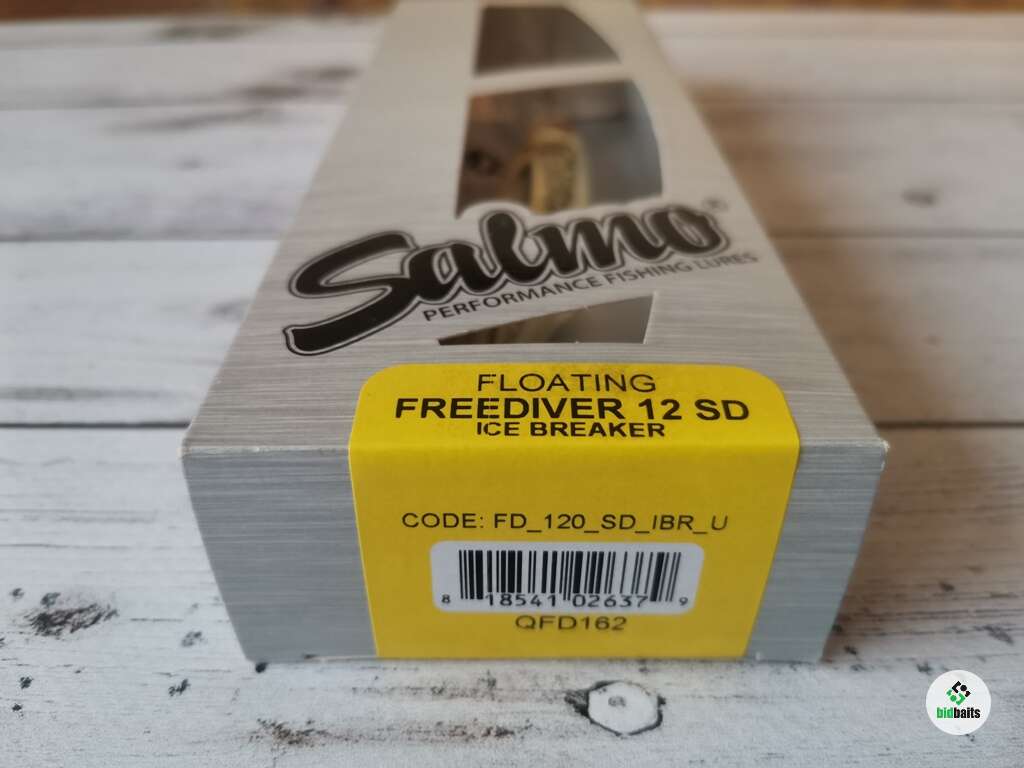 Salmo®
PERFORMANCE FISHING LURES
FLOATING
FREEDIVER 12 SD
ICE BREAKER
CODE: FD_120_SD_IBR_U
8 18541 02637 9
QFD162
bidbaits